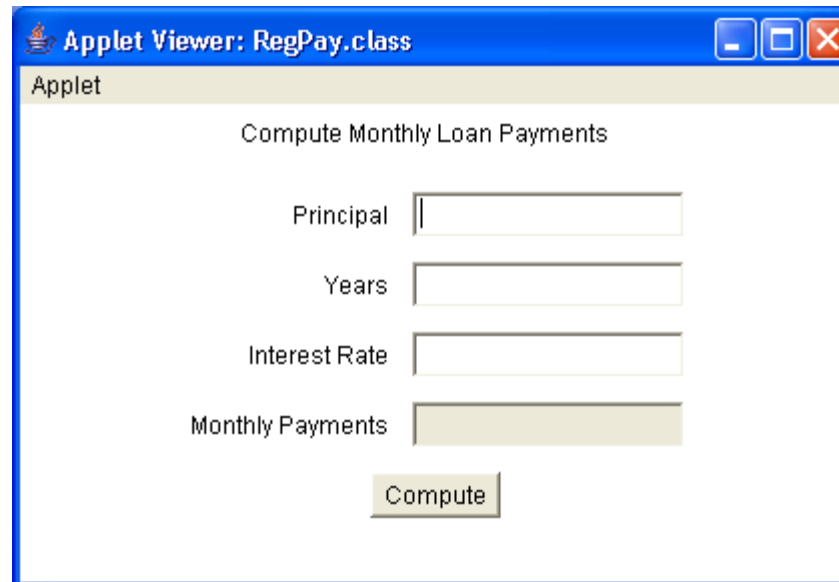 Applet Viewer: RegPay.class
Applet
Compute Monthly Loan Payments
Principal
Years
Interest Rate
Monthly Payments
Compute